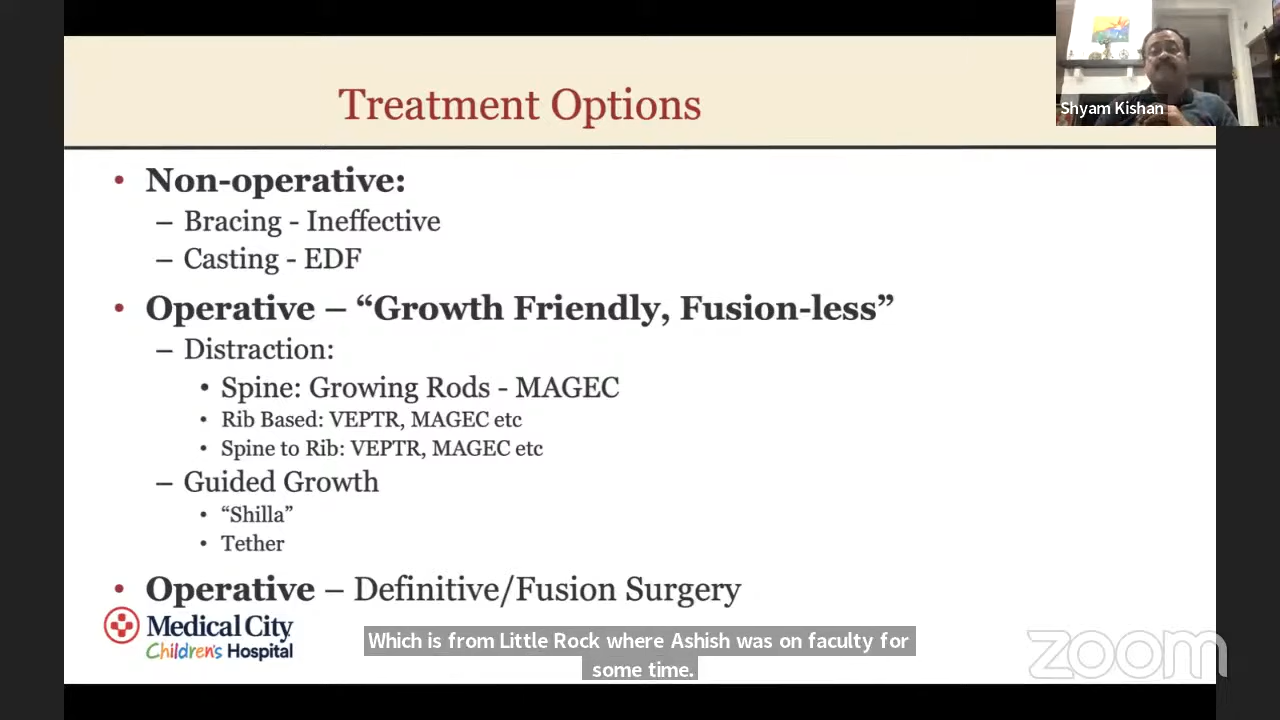 Treatment Options
Shyam Kishan
• Non-operative:
– Bracing - Ineffective
– Casting - EDF
• Operative – “Growth Friendly, Fusion-less”
– Distraction:
• Spine: Growing Rods - MAGEC
• Rib Based: VEPTR, MAGEC etc
• Spine to Rib: VEPTR, MAGEC etc
– Guided Growth
• “Shilla”
• Tether
• Operative – Definitive/Fusion Surgery
Medical City
Children's Hospital
Which is from Little Rock where Ashish was on faculty for
some time.
zoom